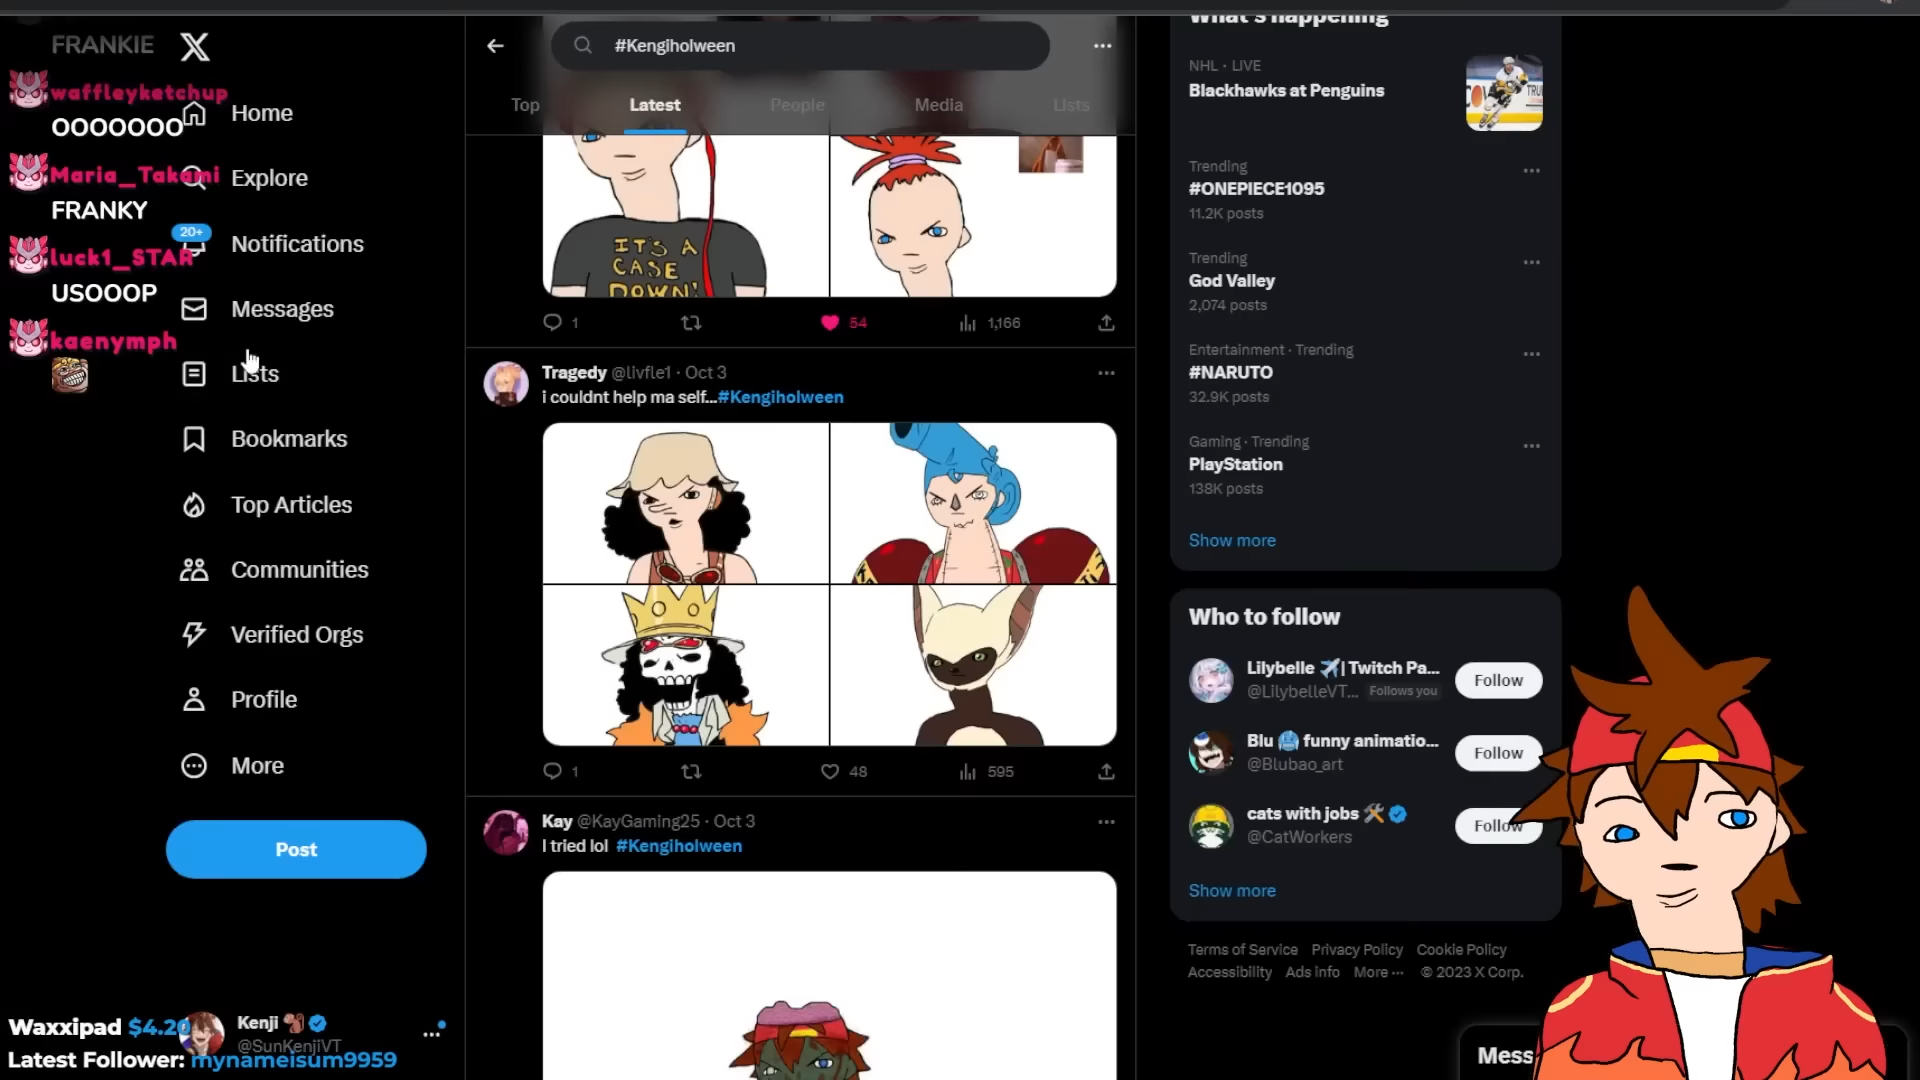 FRANKIE
waffleyketchup
OOOOOOO
Maria_Takami
FRANKY
luck1_STAR
USOOOP
kaenymph
Home
Explore
20+
Notifications
Messages
Lists
Bookmarks
Top Articles
Communities
Verified Orgs
Profile
More
Post
Kenji
@SunKenjiVT
Waxxipad $4.20
Latest Follower: mynameisum9959
#Kengiholween
Top
Latest
People
Media
Lists
IT'S A
CASE
DOWN!
1
54
1,166
Tragedy @livfle1 · Oct 3
i couldnt help ma self...#Kengiholween
1
48
595
Kay @KayGaming25 · Oct 3
I tried lol #Kengiholween
What's happening
NHL · LIVE
Blackhawks at Penguins
Trending
#ONEPIECE1095
11.2K posts
Trending
God Valley
2,074 posts
Entertainment · Trending
#NARUTO
32.9K posts
Gaming · Trending
PlayStation
138K posts
Show more
Who to follow
Lilybelle ✈️| Twitch Pa...
@LilybelleVT... Follows you
Follow
Blu 🥶 funny animatio...
@Blubao_art
Follow
cats with jobs 🛠️
@CatWorkers
Follow
Show more
Terms of Service Privacy Policy Cookie Policy
Accessibility Ads info More ··· © 2023 X Corp.
Mess